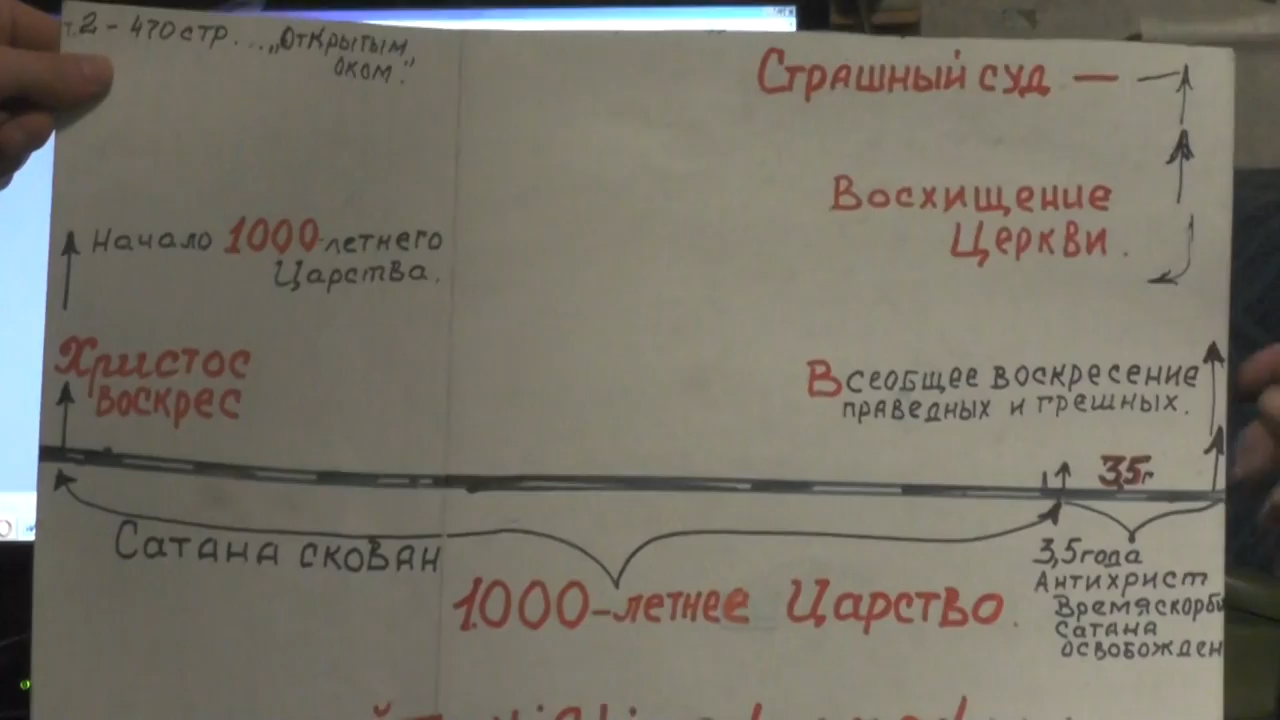 т.2 - 470 стр. ... „Открытым
оком."
Страшный суд —
Восхищение
Церкви.
Начало 1000-летнего
Царства.
Христос
воскрес
Всеобщее воскресение
праведных и грешных.
3,5г
Сатана скован
1000-летнее Царство.
3,5 года
Антихрист
Время скорби
Сатана
освобожден